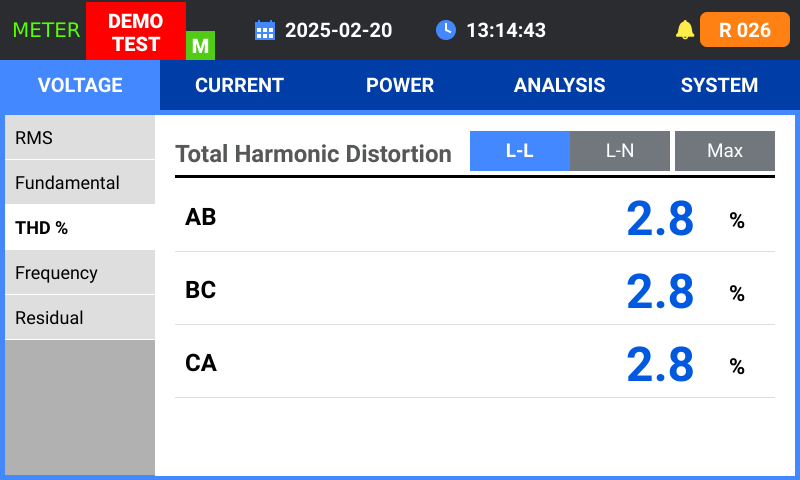 METER
DEMO
TEST
M
2025-02-20
13:14:43
R 026
VOLTAGE
CURRENT
POWER
ANALYSIS
SYSTEM
RMS
Fundamental
THD %
Frequency
Residual
Total Harmonic Distortion
L-L
L-N
Max
AB 2.8 %
BC 2.8 %
CA 2.8 %